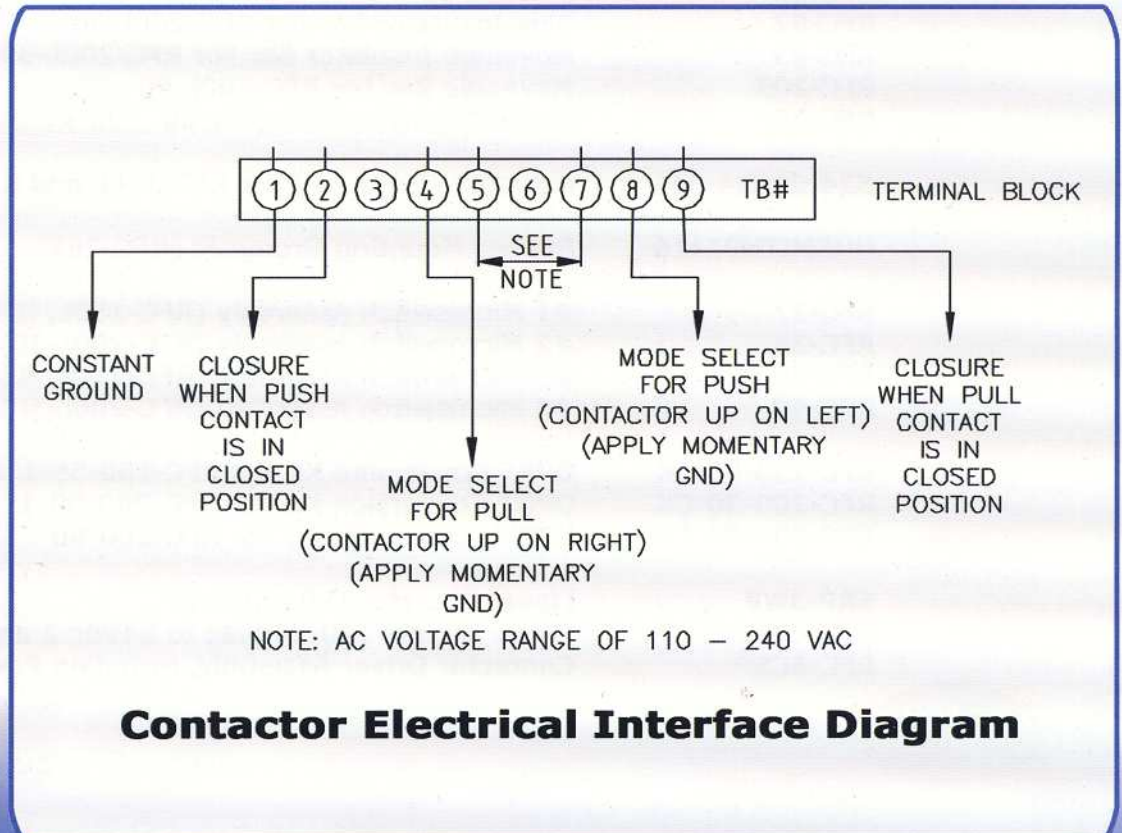 1 2 3 4 5 6 7 8 9 TB# TERMINAL BLOCK
SEE
NOTE
CONSTANT
GROUND
CLOSURE
WHEN PUSH
CONTACT
IS IN
CLOSED
POSITION
MODE SELECT
FOR PULL
(CONTACTOR UP ON RIGHT)
(APPLY MOMENTARY
GND)
MODE SELECT
FOR PUSH
(CONTACTOR UP ON LEFT)
(APPLY MOMENTARY
GND)
CLOSURE
WHEN PULL
CONTACT
IS IN
CLOSED
POSITION
NOTE: AC VOLTAGE RANGE OF 110 – 240 VAC
Contactor Electrical Interface Diagram